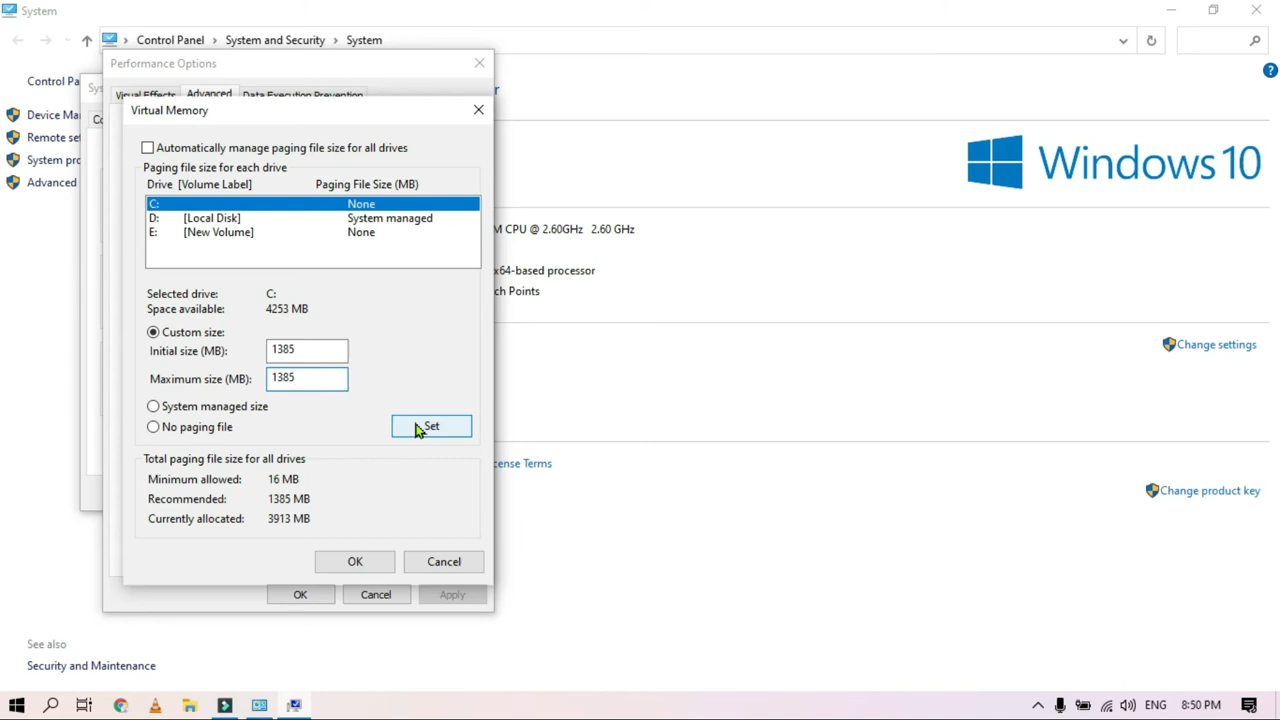 System
Control Panel
System and Security
System
Performance Options
Control Pa
Sys
Visual Effects
Advanced
Data Execution Prevention
Co
Device Mar
Remote set
System pro
Advanced
Virtual Memory
Automatically manage paging file size for all drives
Paging file size for each drive
Drive [Volume Label] Paging File Size (MB)
C: None
D: [Local Disk] System managed
E: [New Volume] None
Selected drive: C:
Space available: 4253 MB
Custom size:
Initial size (MB): 1385
Maximum size (MB): 1385
System managed size
No paging file
Set
Total paging file size for all drives
Minimum allowed: 16 MB
Recommended: 1385 MB
Currently allocated: 3913 MB
OK Cancel
OK Cancel Apply
Windows 10
M CPU @ 2.60GHz 2.60 GHz
x64-based processor
ch Points
Change settings
cense Terms
Change product key
See also
Security and Maintenance
ENG 8:50 PM